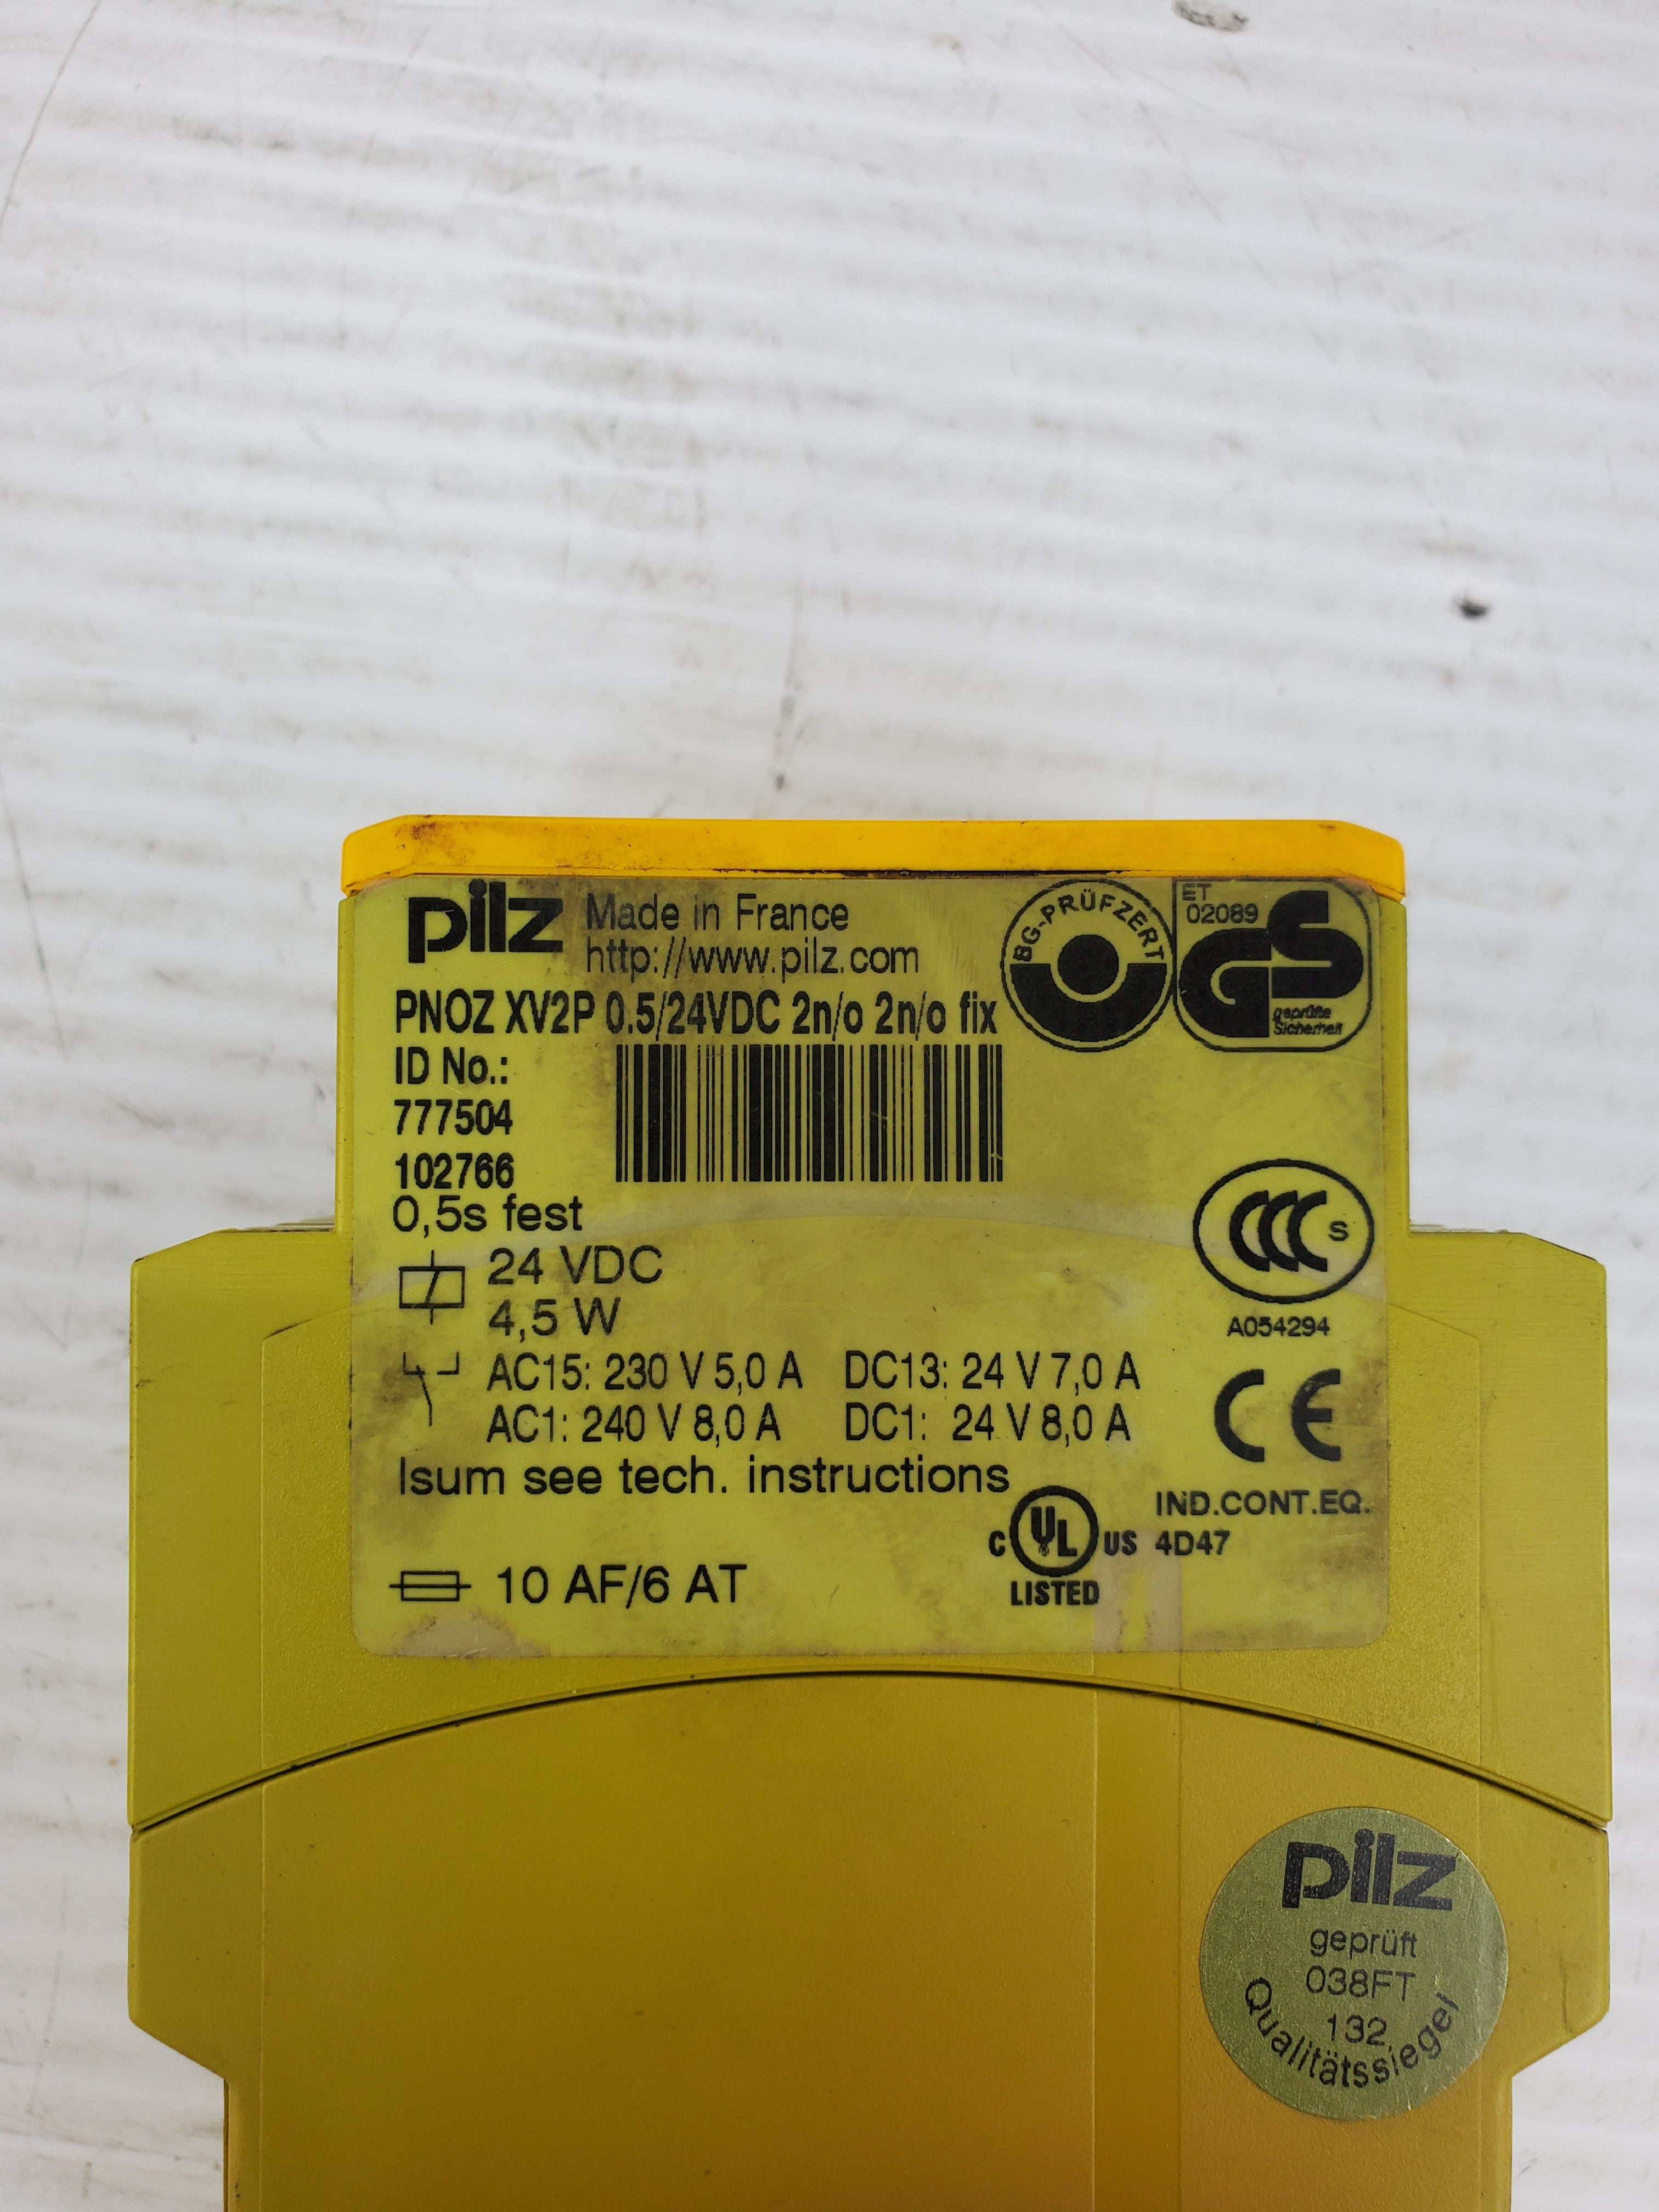 pilz Made in France
http://www.pilz.com
BG-PRÜFZERT
ET
02089
GS
geprüfte
Sicherheit
PNOZ XV2P 0.5/24VDC 2n/o 2n/o fix
ID No.:
777504
102766
0,5s fest
24 VDC
4,5 W
CCC S
A054294
AC15: 230 V 5,0 A DC13: 24 V 7,0 A
AC1: 240 V 8,0 A DC1: 24 V 8,0 A
CE
Isum see tech. instructions
IND.CONT.EQ.
C UL US 4D47
LISTED
10 AF/6 AT
pilz
geprüft
038FT
132
Qualitätssiegel